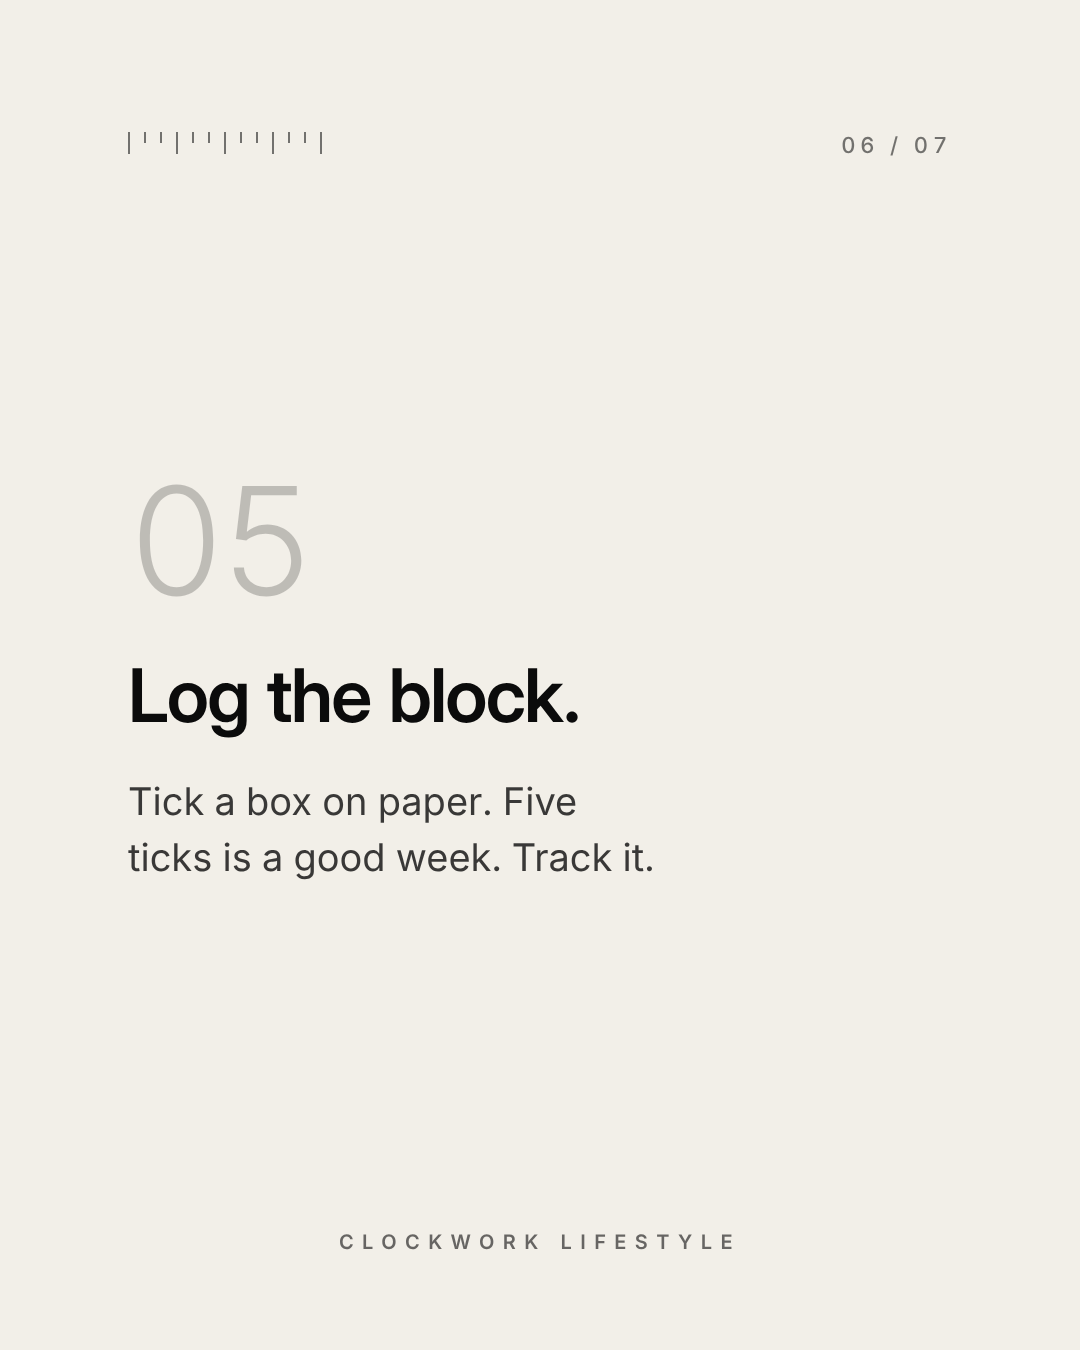 06 / 07
05
Log the block.
Tick a box on paper. Five
ticks is a good week. Track it.
CLOCKWORK LIFESTYLE